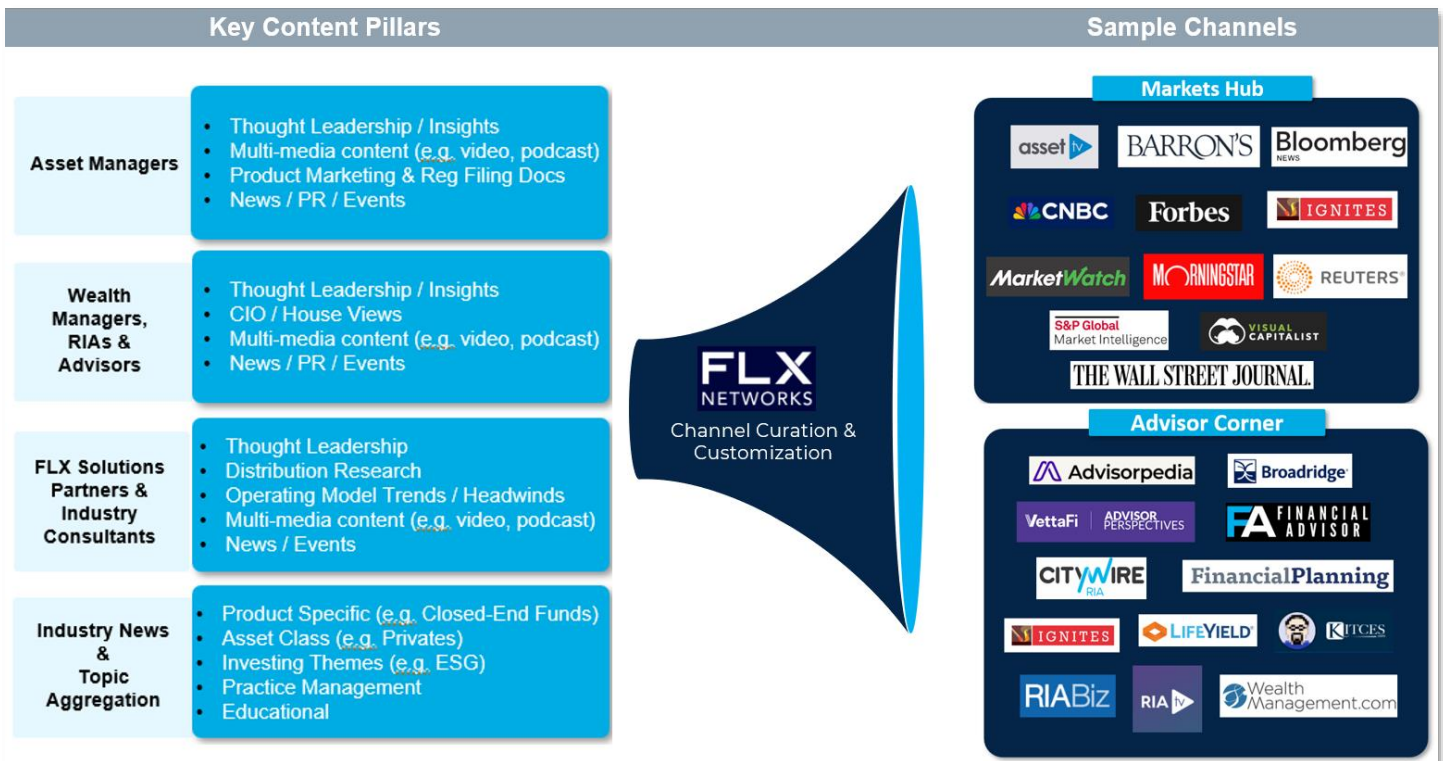 Key Content Pillars
Sample Channels
Asset Managers
• Thought Leadership / Insights
• Multi-media content (e.g. video, podcast)
• Product Marketing & Reg Filing Docs
• News / PR / Events
Wealth
Managers,
RIAs &
Advisors
• Thought Leadership / Insights
• CIO / House Views
• Multi-media content (e.g. video, podcast)
• News / PR / Events
FLX Solutions
Partners &
Industry
Consultants
• Thought Leadership
• Distribution Research
• Operating Model Trends / Headwinds
• Multi-media content (e.g. video, podcast)
• News / Events
Industry News
&
Topic
Aggregation
• Product Specific (e.g. Closed-End Funds)
• Asset Class (e.g. Privates)
• Investing Themes (e.g. ESG)
• Practice Management
• Educational
FLX
NETWORKS
Channel Curation &
Customization
Markets Hub
asset tv
BARRON'S
Bloomberg
NEWS
CNBC
Forbes
IGNITES
MarketWatch
MORNINGSTAR
REUTERS
S&P Global
Market Intelligence
VISUAL
CAPITALIST
THE WALL STREET JOURNAL.
Advisor Corner
Advisorpedia
Broadridge
VettaFi | ADVISOR
PERSPECTIVES
FA FINANCIAL
ADVISOR
CITYWIRE
RIA
FinancialPlanning
IGNITES
LIFEYIELD
KITCES
RIABiz
RIA tv
Wealth
Management.com